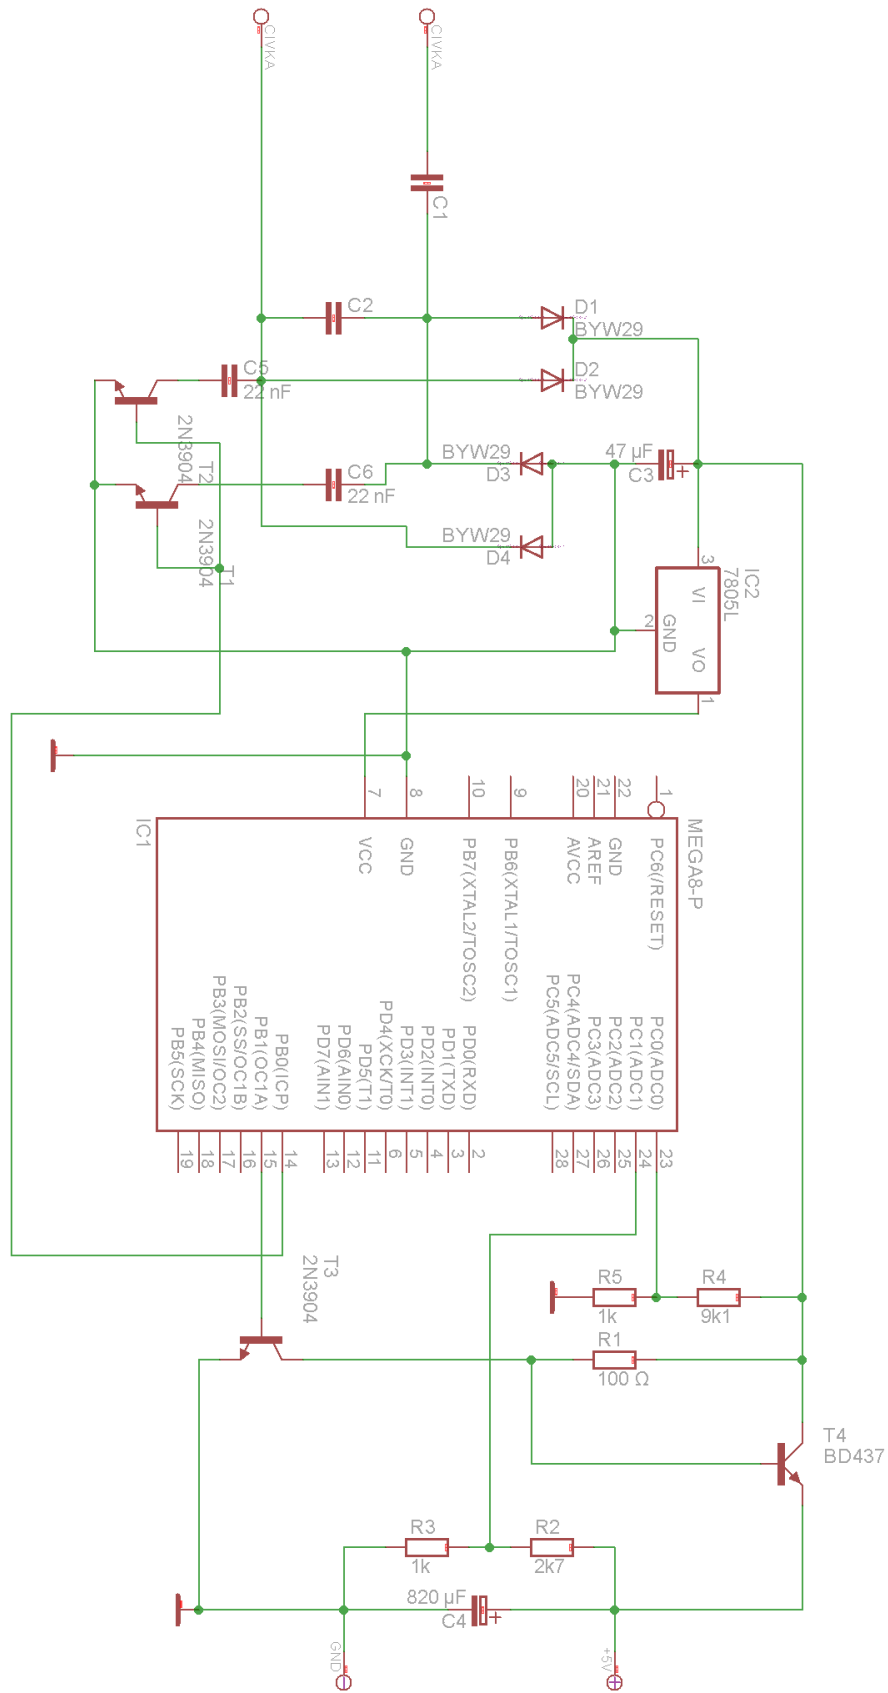 CIVKA
CIVKA
C1
C2
D1
BYW29
C5
22 nF
D2
BYW29
2N3904
T2
BYW29
D3
47 µF
C3
+
C6
22 nF
2N3904
T1
BYW29
D4
IC2
7805L
3
VI
2
GND
VO
1
7
8
10
9
20
21
22
1
IC1
MEGA8-P
VCC
GND
PB7(XTAL2/TOSC2)
PB6(XTAL1/TOSC1)
AVCC
AREF
GND
PC6(/RESET)
PB5(SCK)
PB4(MISO)
PB3(MOSI/OC2)
PB2(SS/OC1B)
PB1(OC1A)
PB0(ICP)
PD7(AIN1)
PD6(AIN0)
PD5(T1)
PD4(XCK/T0)
PD3(INT1)
PD2(INT0)
PD1(TXD)
PD0(RXD)
PC5(ADC5/SCL)
PC4(ADC4/SDA)
PC3(ADC3)
PC2(ADC2)
PC1(ADC1)
PC0(ADC0)
19
18
17
16
15
14
13
12
11
6
5
4
3
2
28
27
26
25
24
23
T3
2N3904
R5
1k
R4
9k1
R1
100 Ω
T4
BD437
R3
1k
R2
2k7
820 µF
C4
+
GND
+5V